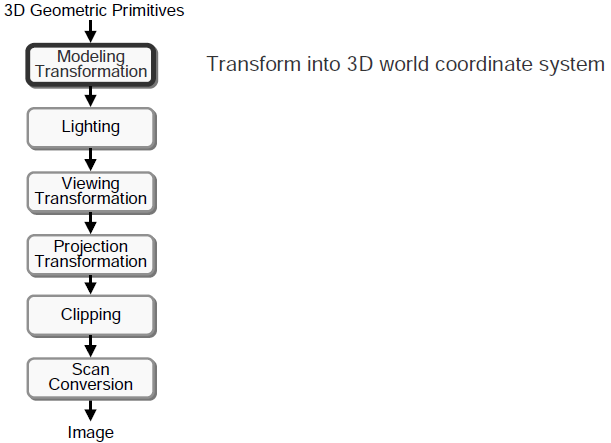 3D Geometric Primitives
Modeling
Transformation
Transform into 3D world coordinate system
Lighting
Viewing
Transformation
Projection
Transformation
Clipping
Scan
Conversion
Image